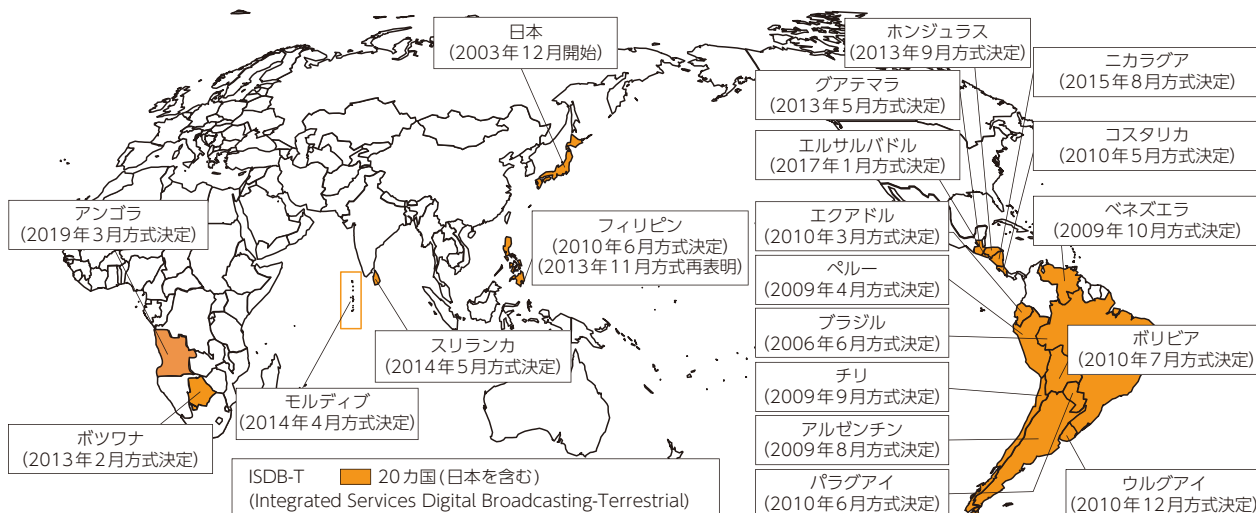 日本
(2003年12月開始)
ホンジュラス
(2013年9月方式決定)
ニカラグア
(2015年8月方式決定)
グアテマラ
(2013年5月方式決定)
コスタリカ
(2010年5月方式決定)
エルサルバドル
(2017年1月方式決定)
アンゴラ
(2019年3月方式決定)
フィリピン
(2010年6月方式決定)
(2013年11月方式再表明)
エクアドル
(2010年3月方式決定)
ベネズエラ
(2009年10月方式決定)
ペルー
(2009年4月方式決定)
ブラジル
(2006年6月方式決定)
ボリビア
(2010年7月方式決定)
スリランカ
(2014年5月方式決定)
チリ
(2009年9月方式決定)
モルディブ
(2014年4月方式決定)
ボツワナ
(2013年2月方式決定)
アルゼンチン
(2009年8月方式決定)
パラグアイ
(2010年6月方式決定)
ウルグアイ
(2010年12月方式決定)
ISDB-T 20カ国(日本を含む)
(Integrated Services Digital Broadcasting-Terrestrial)